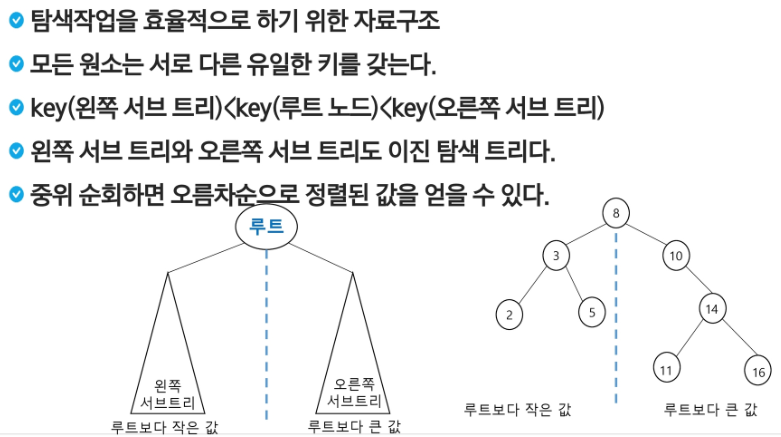 탐색작업을 효율적으로 하기 위한 자료구조
모든 원소는 서로 다른 유일한 키를 갖는다.
key(왼쪽 서브 트리)<key(루트 노드)<key(오른쪽 서브 트리)
왼쪽 서브 트리와 오른쪽 서브 트리도 이진 탐색 트리다.
중위 순회하면 오름차순으로 정렬된 값을 얻을 수 있다.
루트
왼쪽
서브트리
루트보다 작은 값
오른쪽
서브트리
루트보다 큰 값
8
3
10
2
5
14
11
16
루트보다 작은 값
루트보다 큰 값